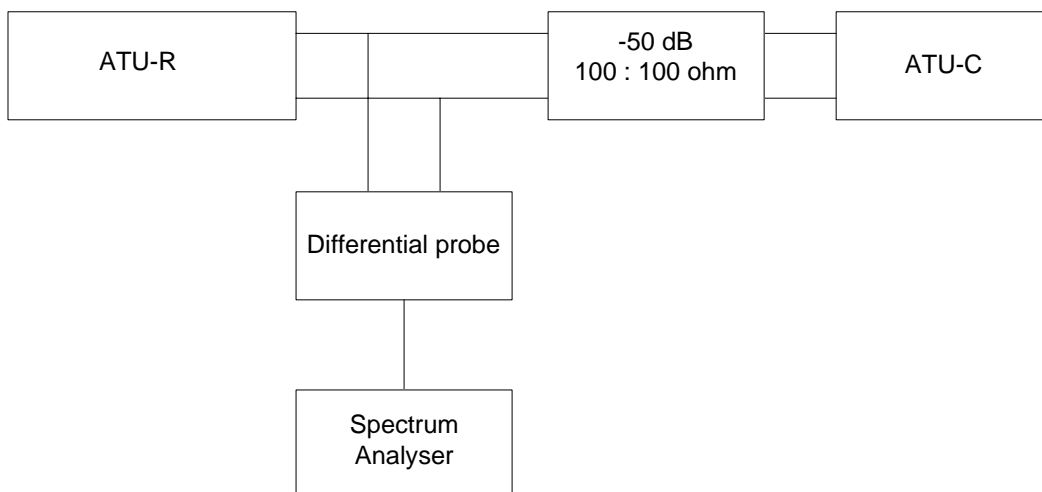 ATU-R
-50 dB
100 : 100 ohm
ATU-C
Differential probe
Spectrum
Analyser